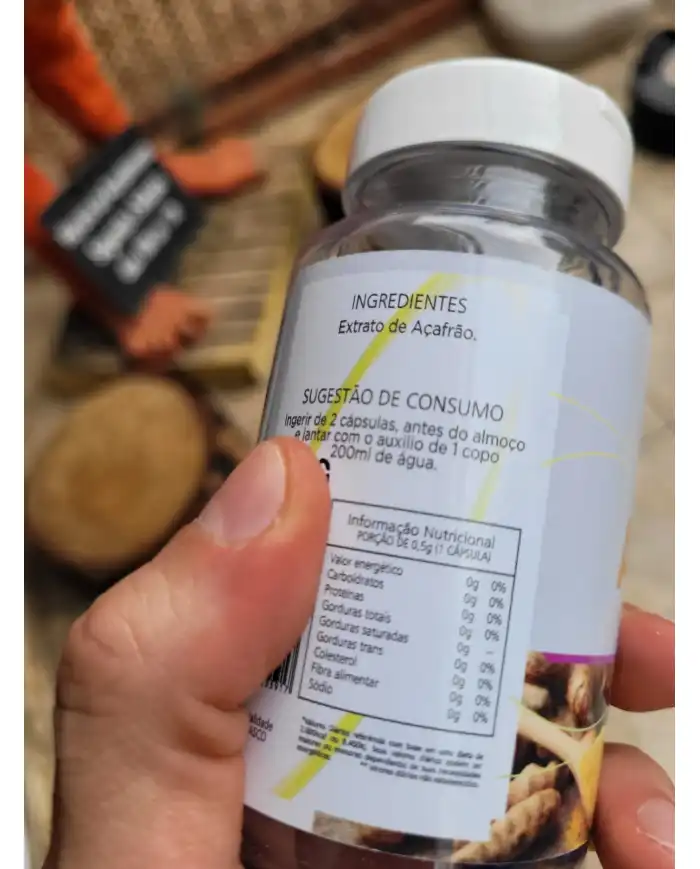 INGREDIENTES
Extrato de Açafrão.
SUGESTÃO DE CONSUMO
Ingerir de 2 cápsulas, antes do almoço
e jantar com o auxílio de 1 copo
200ml de água.
G
Informação Nutricional
PORÇÃO DE 0,5g (1 CÁPSULA)
Valor energético 0g 0%
Carboidratos 0g 0%
Proteínas 0g 0%
Gorduras totais 0g 0%
Gorduras saturadas 0g --
Gorduras trans 0g 0%
Colesterol 0g 0%
Fibra alimentar 0g 0%
Sódio 0g 0%